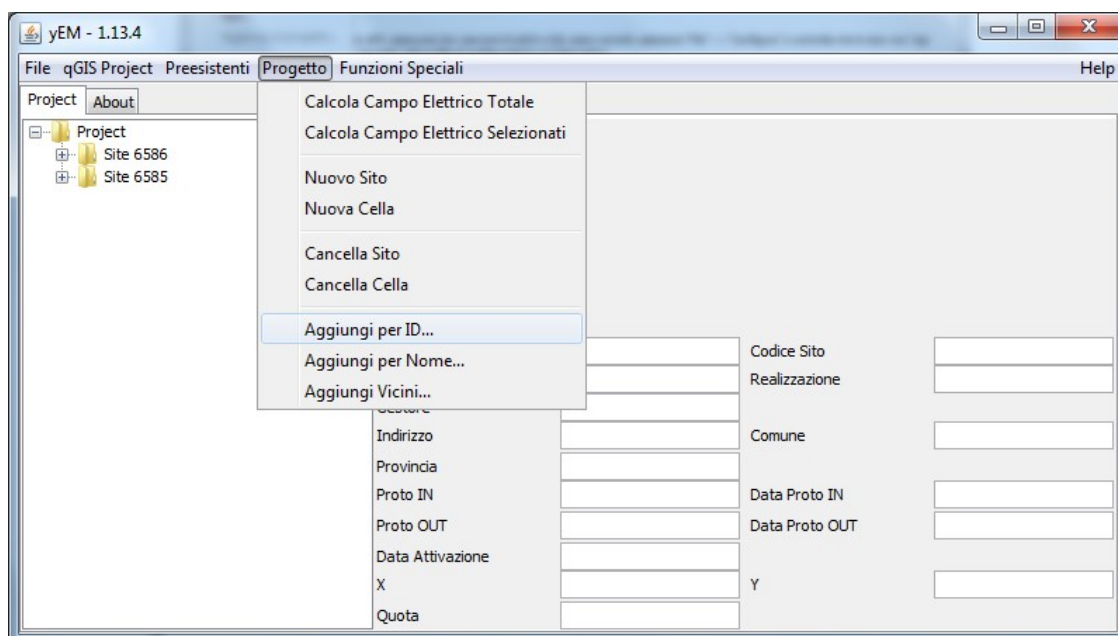 yEM - 1.13.4
File qGIS Project Preesistenti Progetto Funzioni Speciali Help
Project About
Project
Site 6586
Site 6585
Calcola Campo Elettrico Totale
Calcola Campo Elettrico Selezionati
Nuovo Sito
Nuova Cella
Cancella Sito
Cancella Cella
Aggiungi per ID...
Aggiungi per Nome...
Aggiungi Vicini...
Codice Sito
Realizzazione
Gestore
Indirizzo Comune
Provincia
Proto IN Data Proto IN
Proto OUT Data Proto OUT
Data Attivazione
X Y
Quota